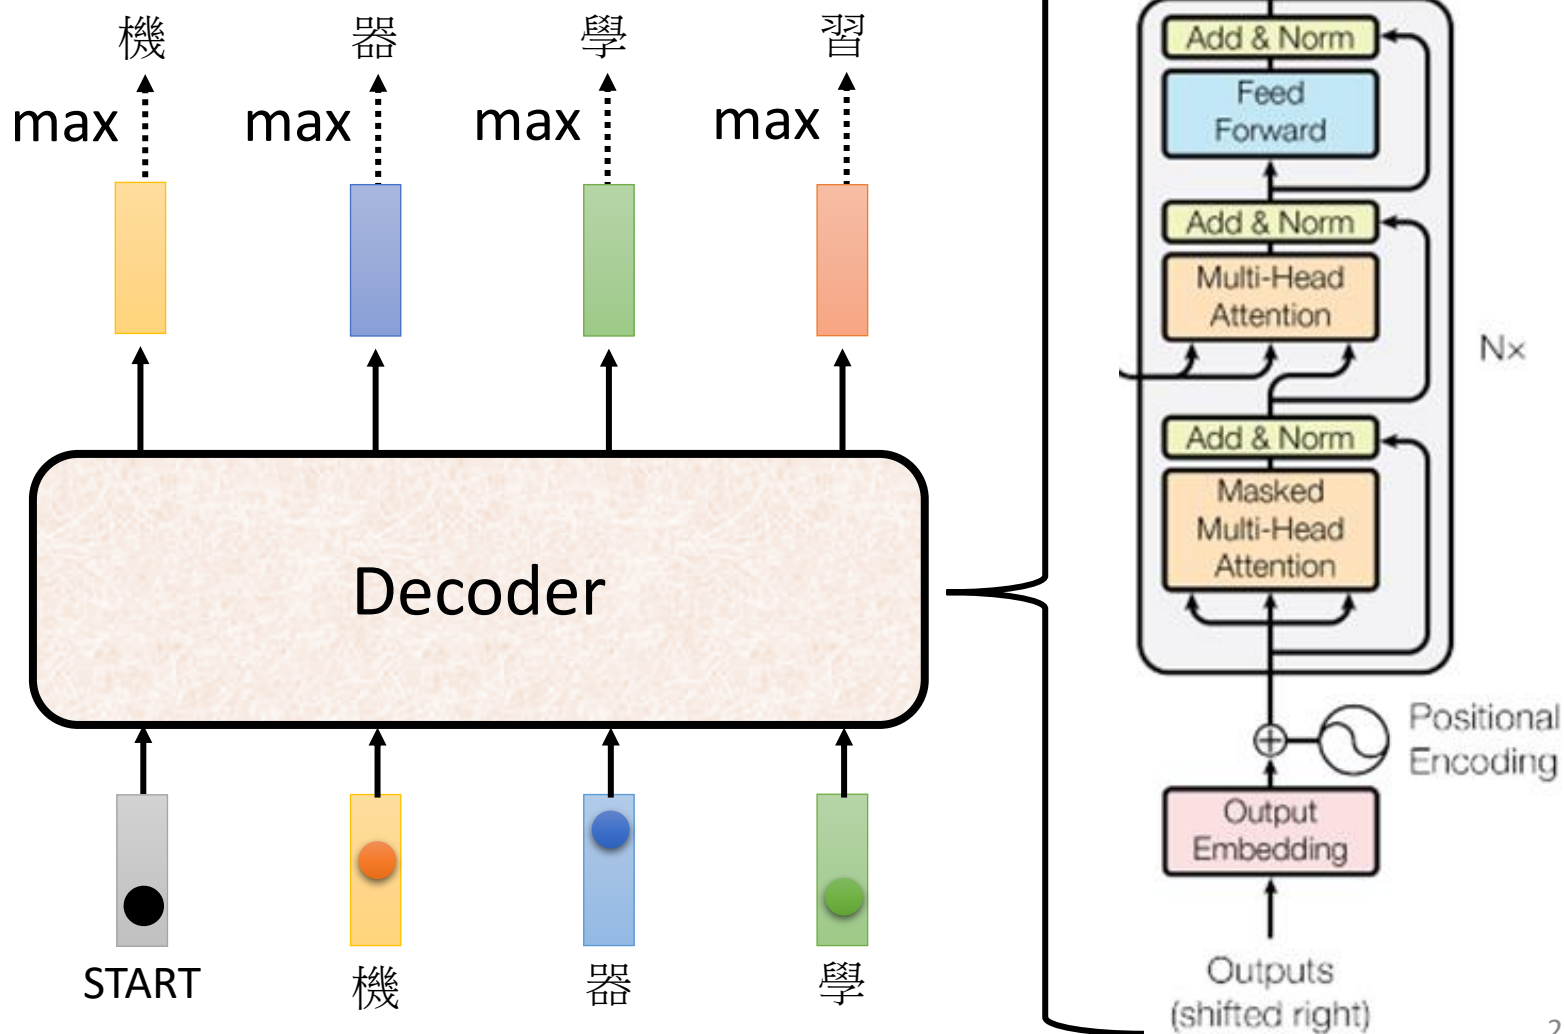 機 器 學 習
max max max max
Decoder
START 機 器 學
Add & Norm
Feed
Forward
Add & Norm
Multi-Head
Attention
N×
Add & Norm
Masked
Multi-Head
Attention
Positional
Encoding
Output
Embedding
Outputs
(shifted right)
2